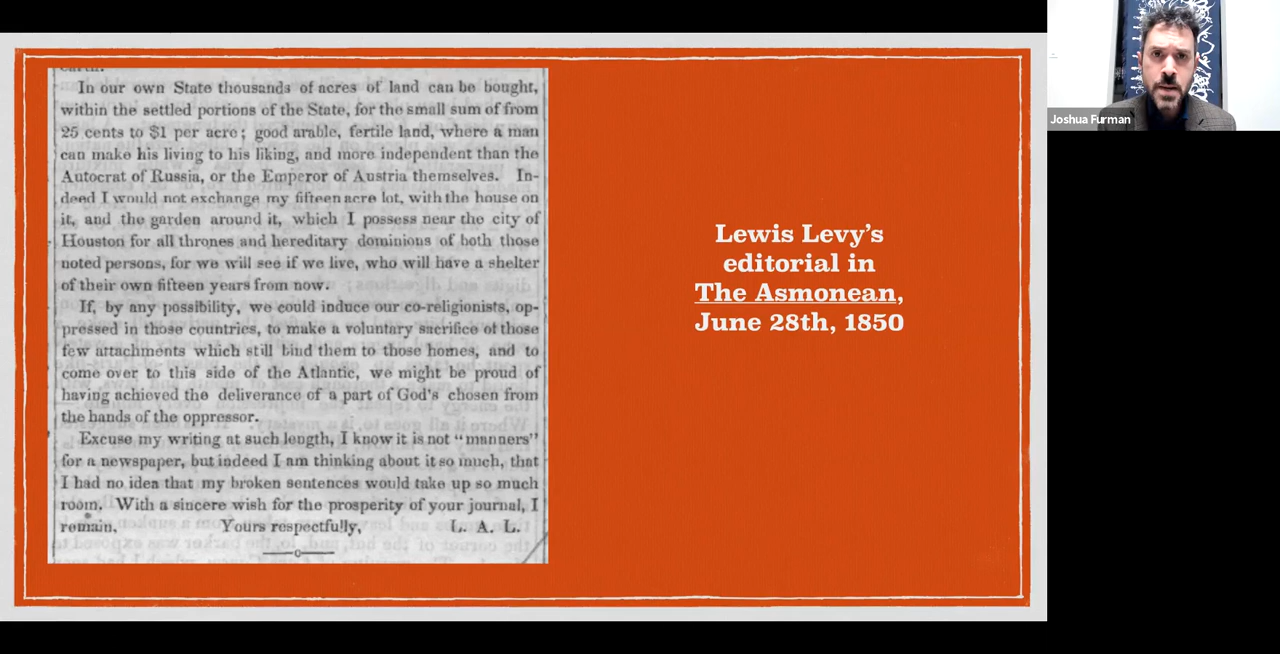 In our own State thousands of acres of land can be bought,
within the settled portions of the State, for the small sum of from
25 cents to $1 per acre; good arable, fertile land, where a man
can make his living to his liking, and more independent than the
Autocrat of Russia, or the Emperor of Austria themselves. In-
deed I would not exchange my fifteen acre lot, with the house on
it, and the garden around it, which I possess near the city of
Houston for all thrones and hereditary dominions of both those
noted persons, for we will see if we live, who will have a shelter
of their own fifteen years from now.
If, by any possibility, we could induce our co-religionists, op-
pressed in those countries, to make a voluntary sacrifice of those
few attachments which still bind them to those homes, and to
come over to this side of the Atlantic, we might be proud of
having achieved the deliverance of a part of God's chosen from
the hands of the oppressor.
Excuse my writing at such length, I know it is not “manners”
for a newspaper, but indeed I am thinking about it so much, that
I had no idea that my broken sentences would take up so much
room. With a sincere wish for the prosperity of your journal, I
remain, Yours respectfully, L. A. L.
Lewis Levy’s
editorial in
The Asmonean,
June 28th, 1850
Joshua Furman